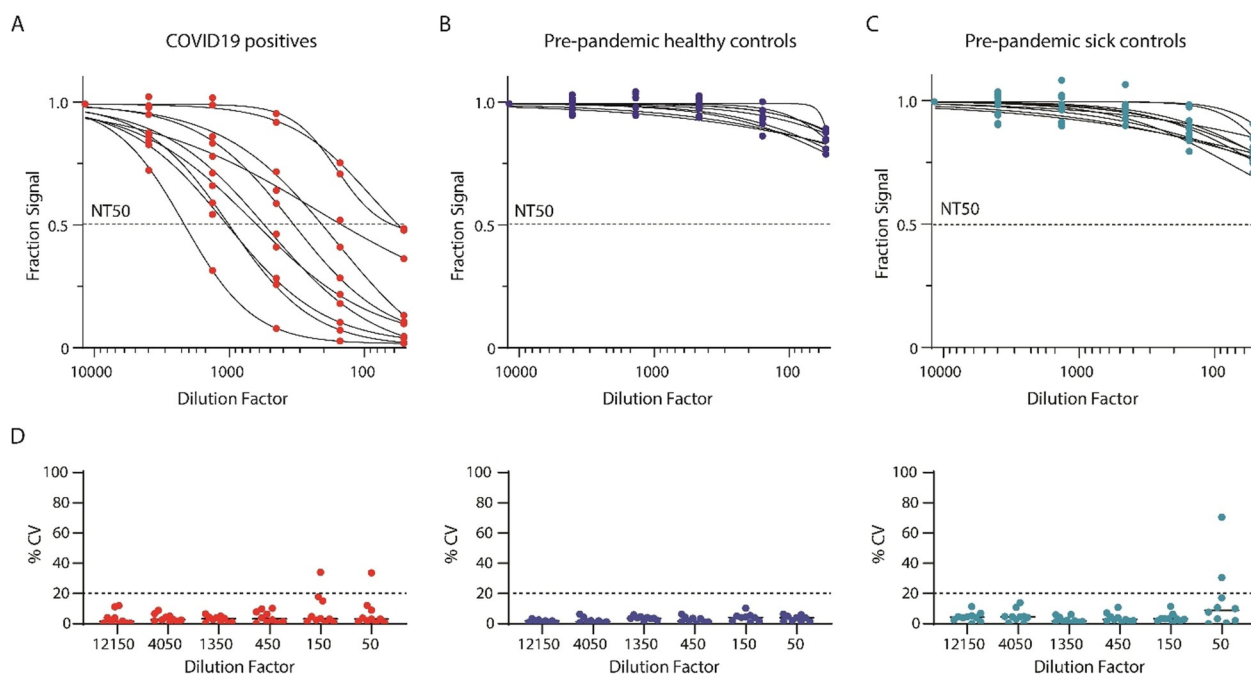 A
COVID19 positives
1.0
0.5
0
NT50
Fraction Signal
10000
1000
100
Dilution Factor
B
Pre-pandemic healthy controls
1.0
0.5
0
NT50
Fraction Signal
10000
1000
100
Dilution Factor
C
Pre-pandemic sick controls
1.0
0.5
0
NT50
Fraction Signal
10000
1000
100
Dilution Factor
D
100
80
60
40
20
0
% CV
12150 4050 1350 450 150 50
Dilution Factor
100
80
60
40
20
0
% CV
12150 4050 1350 450 150 50
Dilution Factor
100
80
60
40
20
0
% CV
12150 4050 1350 450 150 50
Dilution Factor